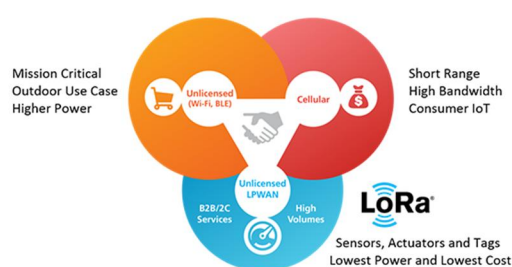 Mission Critical
Outdoor Use Case
Higher Power
Unlicensed
(Wi-Fi, BLE)
Cellular
Short Range
High Bandwidth
Consumer IoT
Unlicensed
LPWAN
B2B/2C
Services
High
Volumes
LoRa®
Sensors, Actuators and Tags
Lowest Power and Lowest Cost